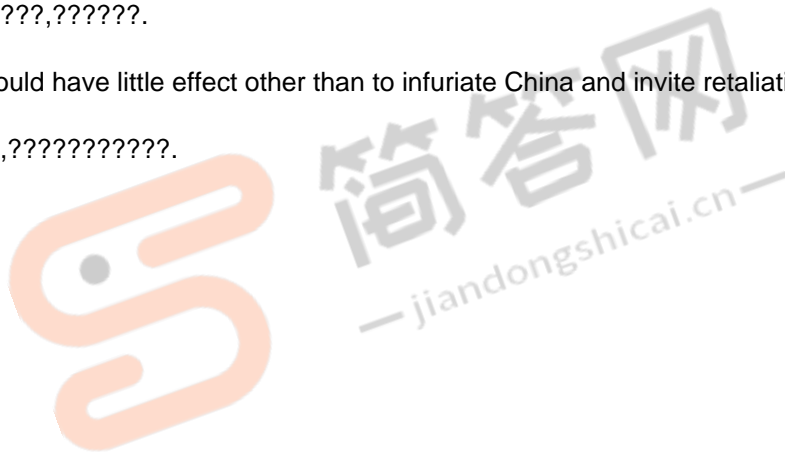 ???,??????.
ould have little effect other than to infuriate China and invite retaliati
,???????????.
简答网
jiandongshicai.cn